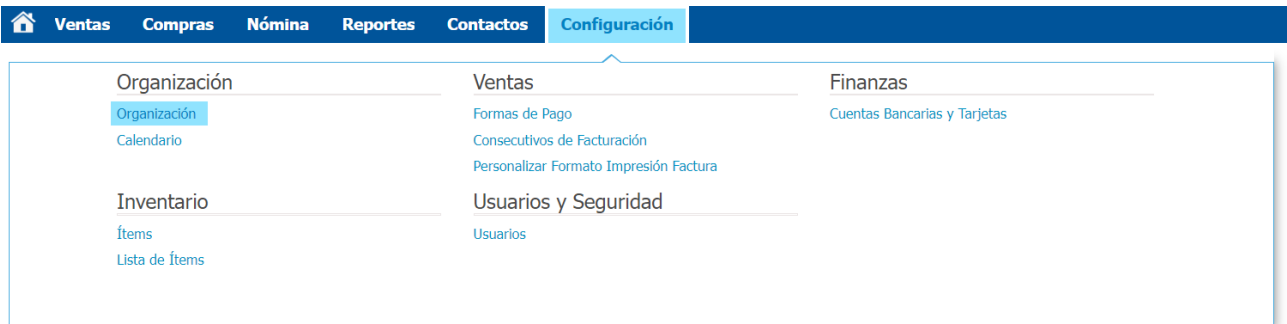 Ventas Compras Nómina Reportes Contactos Configuración
Organización Ventas Finanzas
Organización Formas de Pago Cuentas Bancarias y Tarjetas
Calendario Consecutivos de Facturación
Personalizar Formato Impresión Factura
Inventario Usuarios y Seguridad
Ítems Usuarios
Lista de Ítems